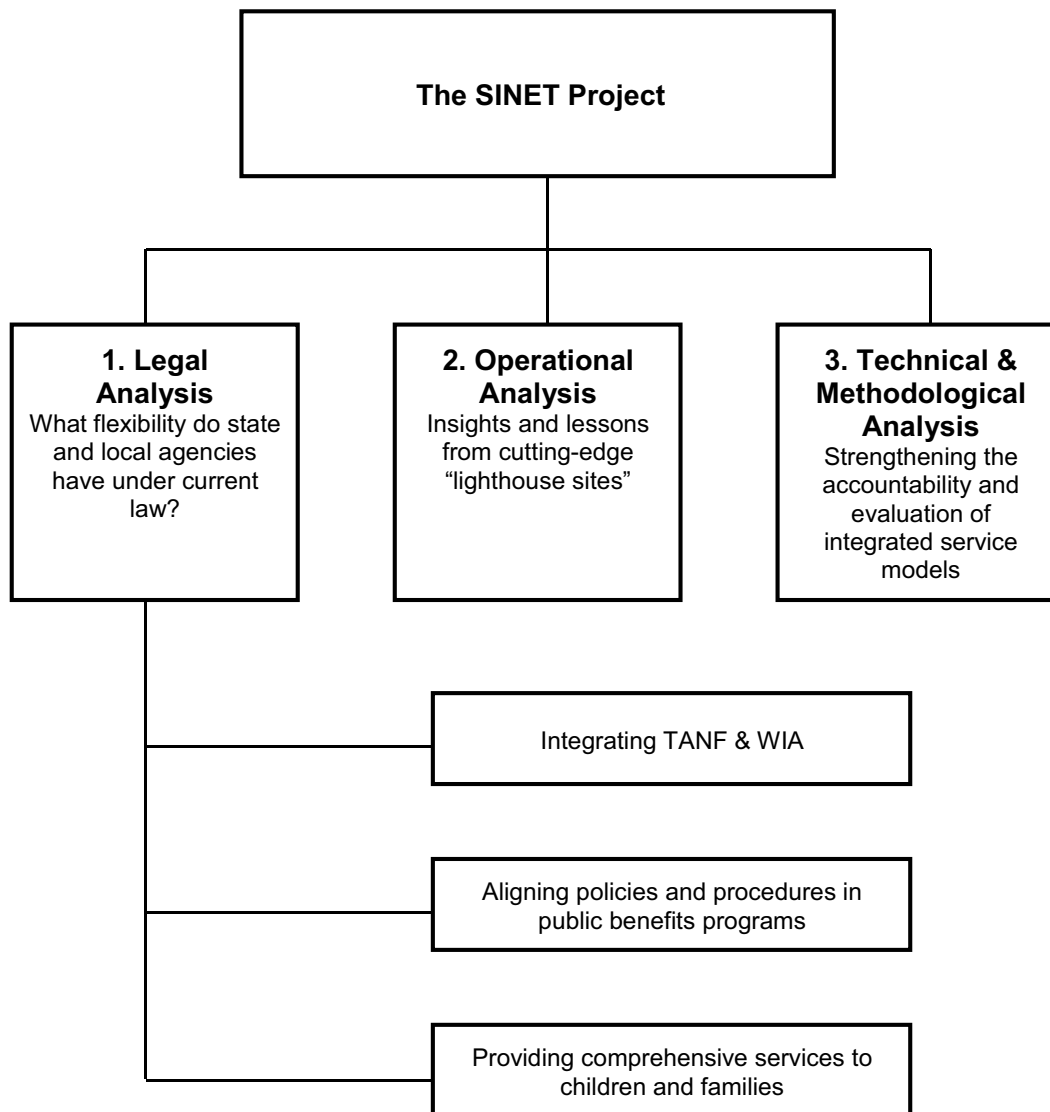 The SINET Project
1. Legal
Analysis
What flexibility do state
and local agencies
have under current
law?
2. Operational
Analysis
Insights and lessons
from cutting-edge
“lighthouse sites”
3. Technical &
Methodological
Analysis
Strengthening the
accountability and
evaluation of
integrated service
models
Integrating TANF & WIA
Aligning policies and procedures in
public benefits programs
Providing comprehensive services to
children and families